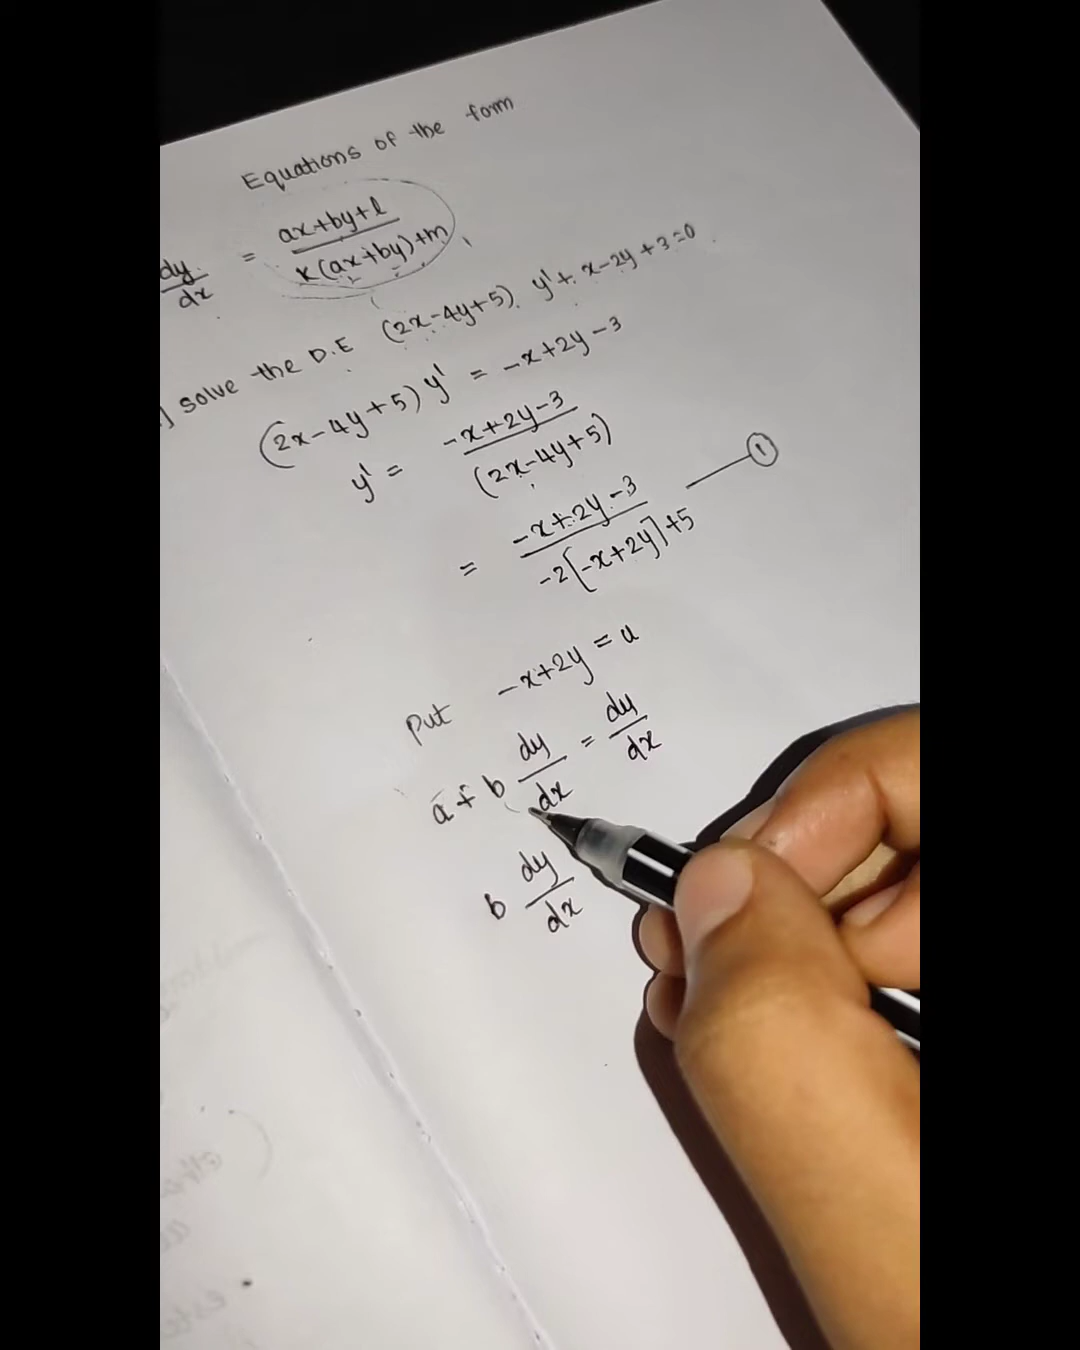 Equations of the form
dy/dx = ax+by+l / k(ax+by)+m
] solve the D.E (2x-4y+5) y' + x-2y+3=0
(2x-4y+5) y' = -x+2y-3
y' = -x+2y-3 / (2x-4y+5)
= -x+2y-3 / -2[-x+2y]+5 —— ①
Put -x+2y = u
a + b dy/dx = dy/dx
b dy/dx